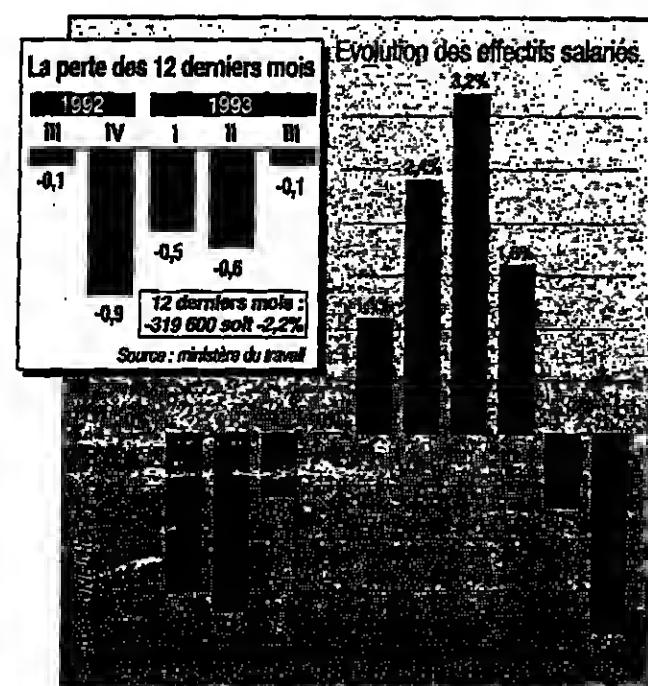 La perte des 12 derniers mois
1992 1993
III IV I II III
-0,1
-0,9
-0,5
-0,6
-0,1
12 derniers mois :
-319 600 soit -2,2%
Source : ministère du travail
Evolution des effectifs salariés
3,2%
2,4%